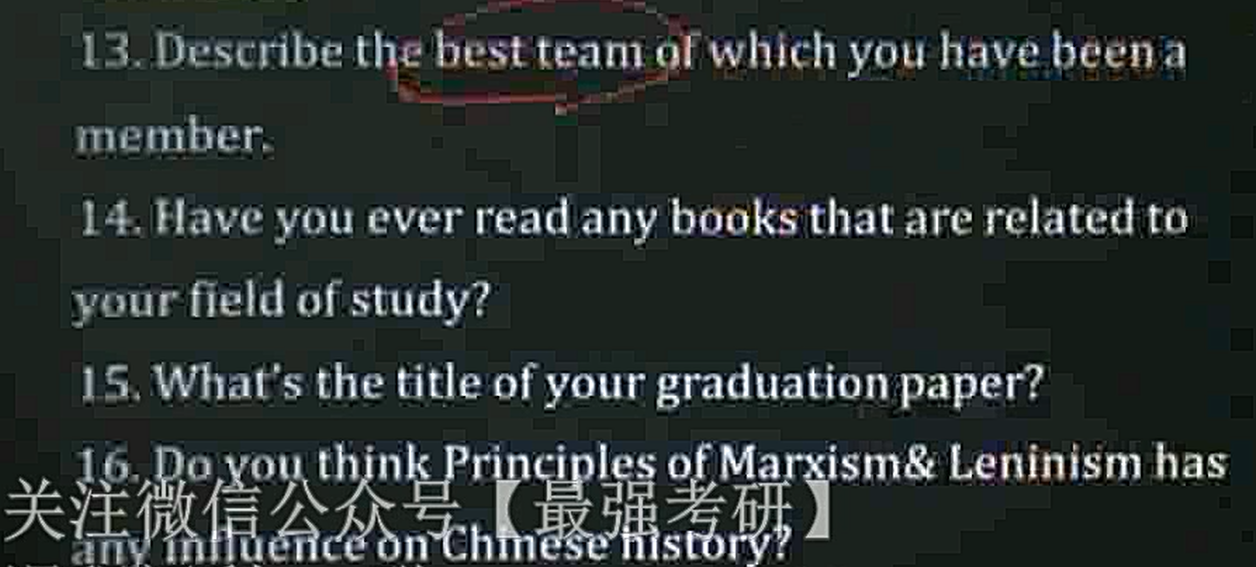 13. Describe the best team of which you have been a
member.
14. Have you ever read any books that are related to
your field of study?
15. What's the title of your graduation paper?
16. Do you think Principles of Marxism& Leninism has
关注微信公众号【最强考研】
any influence on Chinese history?